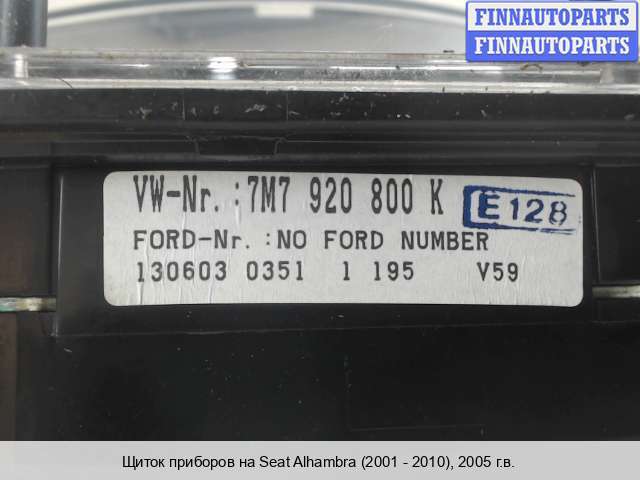 FINNAUTOPARTS
FINNAUTOPARTS
VW-Nr. :7M7 920 800 K
E128
FORD-Nr. :NO FORD NUMBER
130603 0351 1 195 V59
Щиток приборов на Seat Alhambra (2001 - 2010), 2005 г.в.